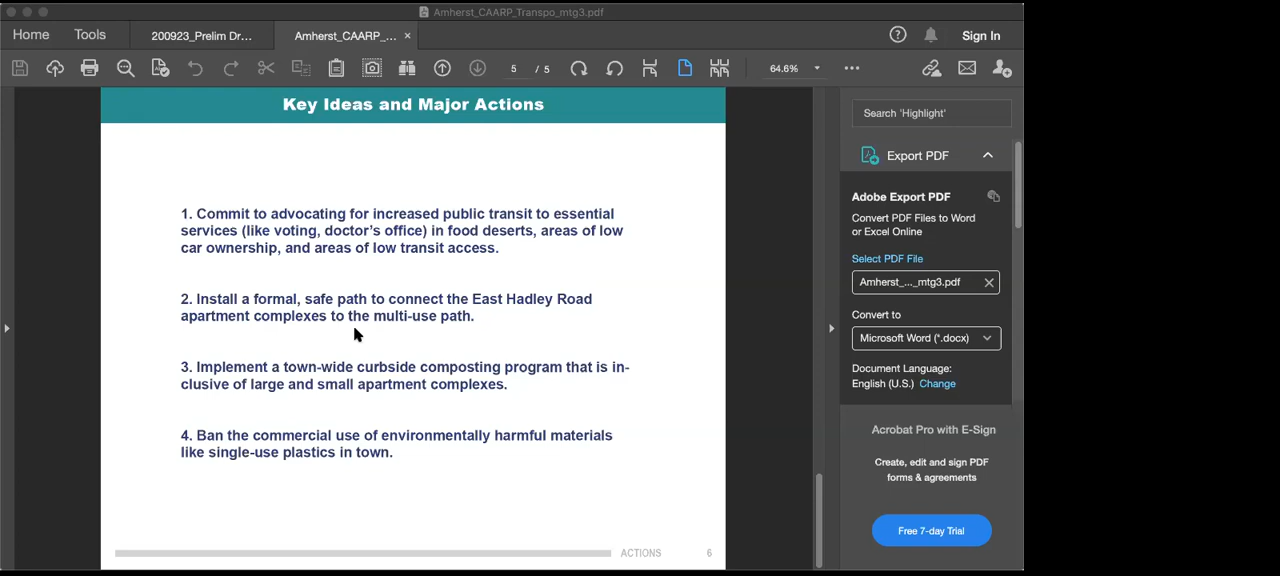 Amherst_CAARP_Transpo_mtg3.pdf
Home Tools 200923_Prelim Dr... Amherst_CAARP_... × Sign In
5 / 5 64.6%
Key Ideas and Major Actions
1. Commit to advocating for increased public transit to essential
services (like voting, doctor's office) in food deserts, areas of low
car ownership, and areas of low transit access.
2. Install a formal, safe path to connect the East Hadley Road
apartment complexes to the multi-use path.
3. Implement a town-wide curbside composting program that is in-
clusive of large and small apartment complexes.
4. Ban the commercial use of environmentally harmful materials
like single-use plastics in town.
ACTIONS 6
Search 'Highlight'
Export PDF
Adobe Export PDF
Convert PDF Files to Word
or Excel Online
Select PDF File
Amherst_..._mtg3.pdf
Convert to
Microsoft Word (*.docx)
Document Language:
English (U.S.) Change
Acrobat Pro with E-Sign
Create, edit and sign PDF
forms & agreements
Free 7-day Trial